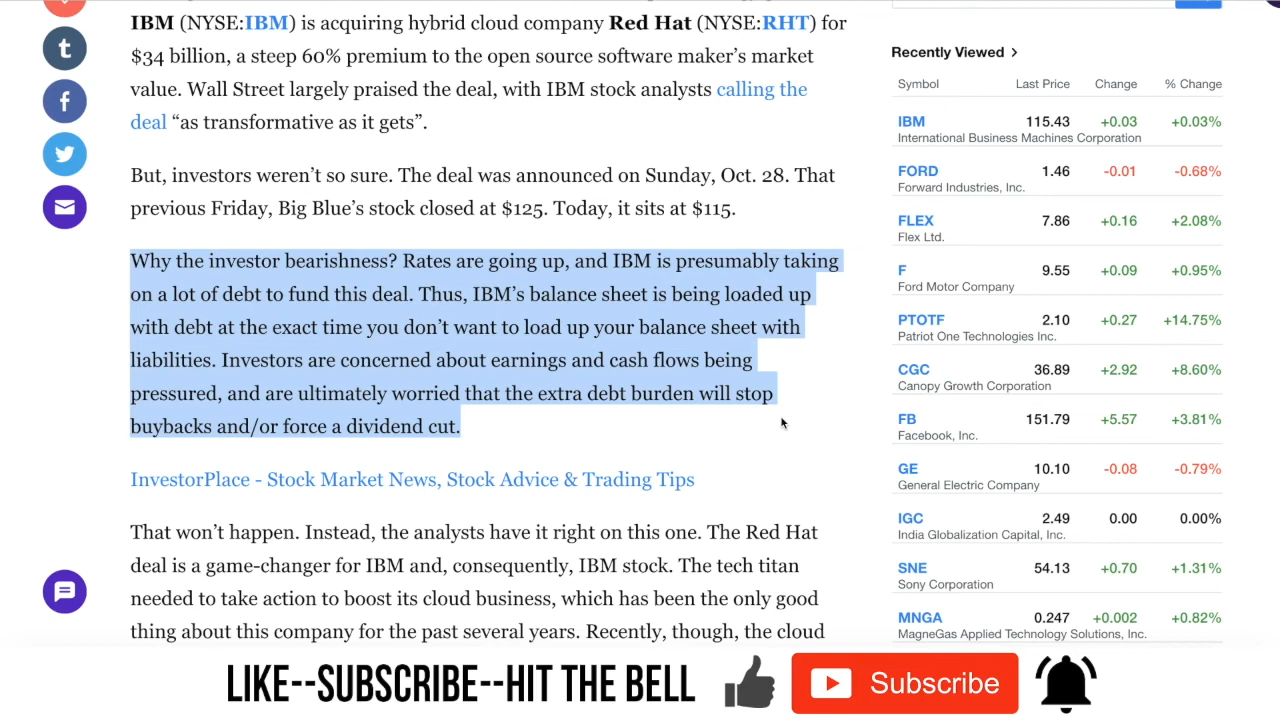 IBM (NYSE:IBM) is acquiring hybrid cloud company Red Hat (NYSE:RHT) for
$34 billion, a steep 60% premium to the open source software maker’s market
value. Wall Street largely praised the deal, with IBM stock analysts calling the
deal “as transformative as it gets”.
But, investors weren’t so sure. The deal was announced on Sunday, Oct. 28. That
previous Friday, Big Blue’s stock closed at $125. Today, it sits at $115.
Why the investor bearishness? Rates are going up, and IBM is presumably taking
on a lot of debt to fund this deal. Thus, IBM’s balance sheet is being loaded up
with debt at the exact time you don’t want to load up your balance sheet with
liabilities. Investors are concerned about earnings and cash flows being
pressured, and are ultimately worried that the extra debt burden will stop
buybacks and/or force a dividend cut.
InvestorPlace - Stock Market News, Stock Advice & Trading Tips
That won’t happen. Instead, the analysts have it right on this one. The Red Hat
deal is a game-changer for IBM and, consequently, IBM stock. The tech titan
needed to take action to boost its cloud business, which has been the only good
thing about this company for the past several years. Recently, though, the cloud
Recently Viewed
Symbol Last Price Change % Change
IBM 115.43 +0.03 +0.03%
International Business Machines Corporation
FORD 1.46 -0.01 -0.68%
Forward Industries, Inc.
FLEX 7.86 +0.16 +2.08%
Flex Ltd.
F 9.55 +0.09 +0.95%
Ford Motor Company
PTOTF 2.10 +0.27 +14.75%
Patriot One Technologies Inc.
CGC 36.89 +2.92 +8.60%
Canopy Growth Corporation
FB 151.79 +5.57 +3.81%
Facebook, Inc.
GE 10.10 -0.08 -0.79%
General Electric Company
IGC 2.49 0.00 0.00%
India Globalization Capital, Inc.
SNE 54.13 +0.70 +1.31%
Sony Corporation
MNGA 0.247 +0.002 +0.82%
MagneGas Applied Technology Solutions, Inc.
LIKE--SUBSCRIBE--HIT THE BELL
Subscribe